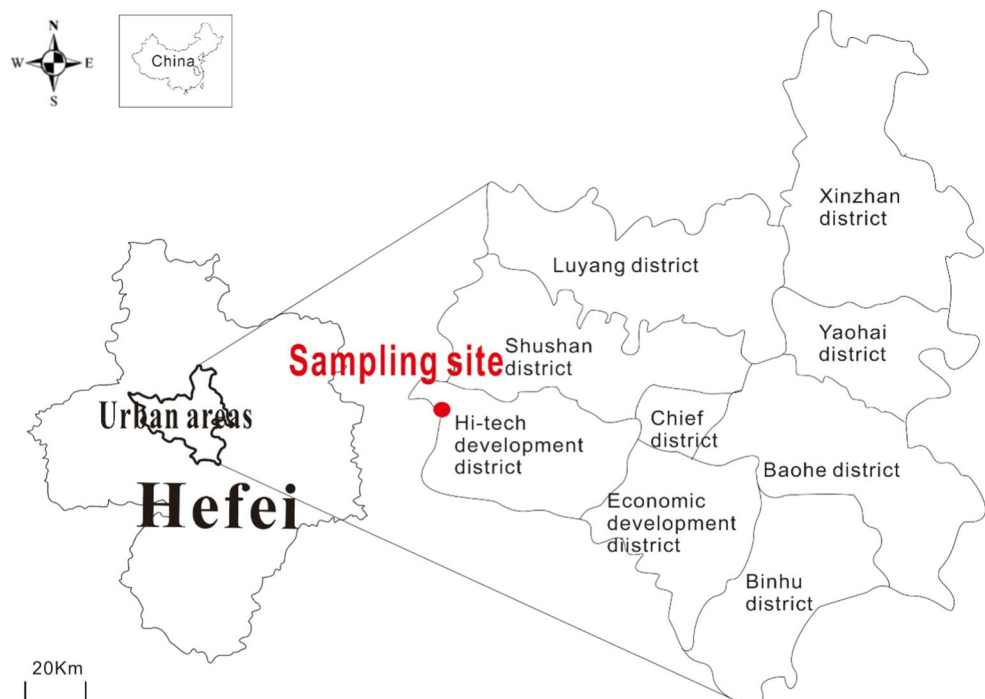 N
W E
S
China
Xinzhan
district
Luyang district
Yaohai
district
Shushan
district
Sampling site
Urban areas
Chief
district
Hi-tech
development
district
Baohe district
Hefei
Economic
development
diistrict
Binhu
district
20Km